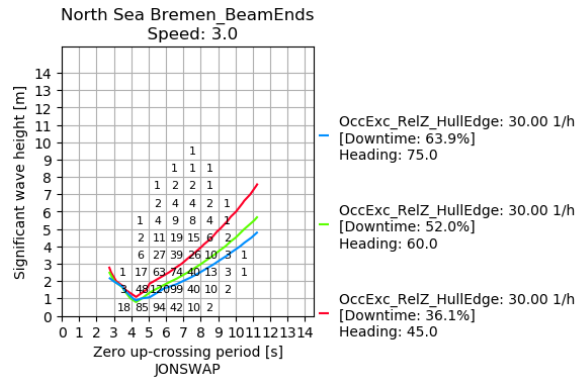 North Sea Bremen_BeamEnds
Speed: 3.0
Significant wave height [m]
14
13
12
11
10
9
8
7
6
5
4
3
2
1
0
1
1 1 1
1 2 2 1
2 4 4 2 1
1 4 9 8 4 1
2 11 19 15 6 2
6 27 39 26 10 3 1
1 17 63 74 40 13 3 1
3 48 120 99 40 10 2
18 85 94 42 10 2
0 1 2 3 4 5 6 7 8 9 10 11 12 13 14
Zero up-crossing period [s]
JONSWAP
OccExc_RelZ_HullEdge: 30.00 1/h
[Downtime: 63.9%]
Heading: 75.0
OccExc_RelZ_HullEdge: 30.00 1/h
[Downtime: 52.0%]
Heading: 60.0
OccExc_RelZ_HullEdge: 30.00 1/h
[Downtime: 36.1%]
Heading: 45.0